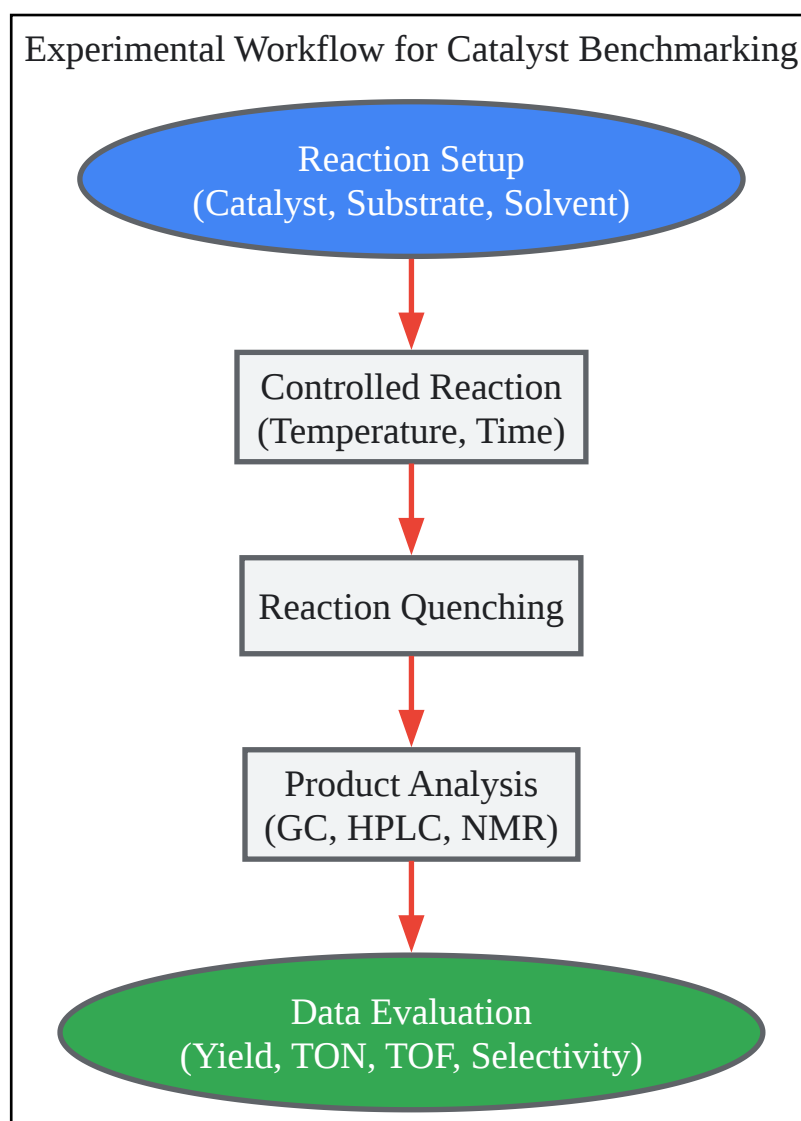 Experimental Workflow for Catalyst Benchmarking
Reaction Setup
(Catalyst, Substrate, Solvent)
Controlled Reaction
(Temperature, Time)
Reaction Quenching
Product Analysis
(GC, HPLC, NMR)
Data Evaluation
(Yield, TON, TOF, Selectivity)